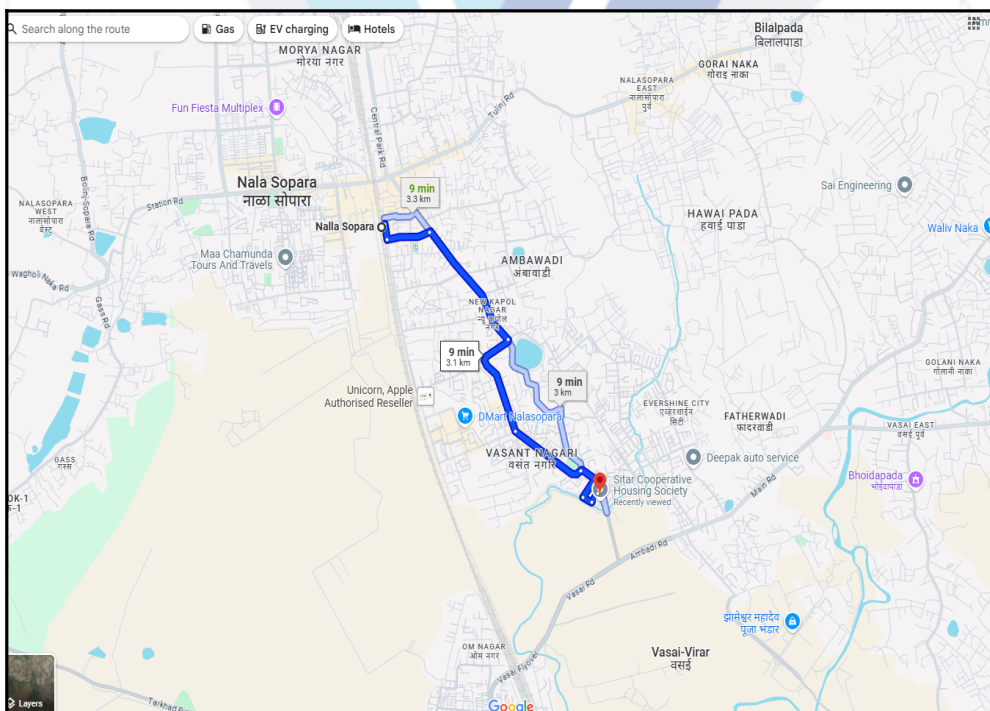 Search along the route
Gas
EV charging
Hotels
Bilalpada
बिलालपाडा
MORYA NAGAR
मोरया नगर
GORAI NAKA
गोराइ नाका
NALASOPARA
EAST
नालासोपारा
पूर्व
Fun Fiesta Multiplex
Central Park Rd
Tulinj Rd
Bolinj-Sopara Rd
Nala Sopara
नाळा सोपारा
9 min
3.3 km
Sai Engineering
NALASOPARA
WEST
नालासोपारा
वेस्ट
Station Rd
Nalla Sopara
HAWAI PADA
हवाई पाडा
Waliv Naka
Maa Chamunda
Tours And Travels
AMBAWADI
अंबावाडी
Wagholi Naka Rd
Gass Rd
NEW KAPOL
NAGAR
9 min
3.1 km
GOLANI NAKA
गोलानी नाका
9 min
3 km
Unicorn, Apple
Authorised Reseller
DMart Nalasopara
EVERSHINE CITY
एव्हरशाईन
सिटी
FATHERWADI
फादरवाडी
VASAI EAST
वसई पूर्व
VASANT NAGARI
वसंत नगरी
GASS
गास्स
Deepak auto service
Sitar Cooperative
Housing Society
Recently viewed
Bhoidapada
भोईदापाडा
Main Rd
Ambadi Rd
Vasai Rd
झामेश्वर महादेव
पूजा भंडार
OM NAGAR
ओम नगर
Vasai-Virar
वसई
Vasai Flyover
Tarkhad
Layers
Google